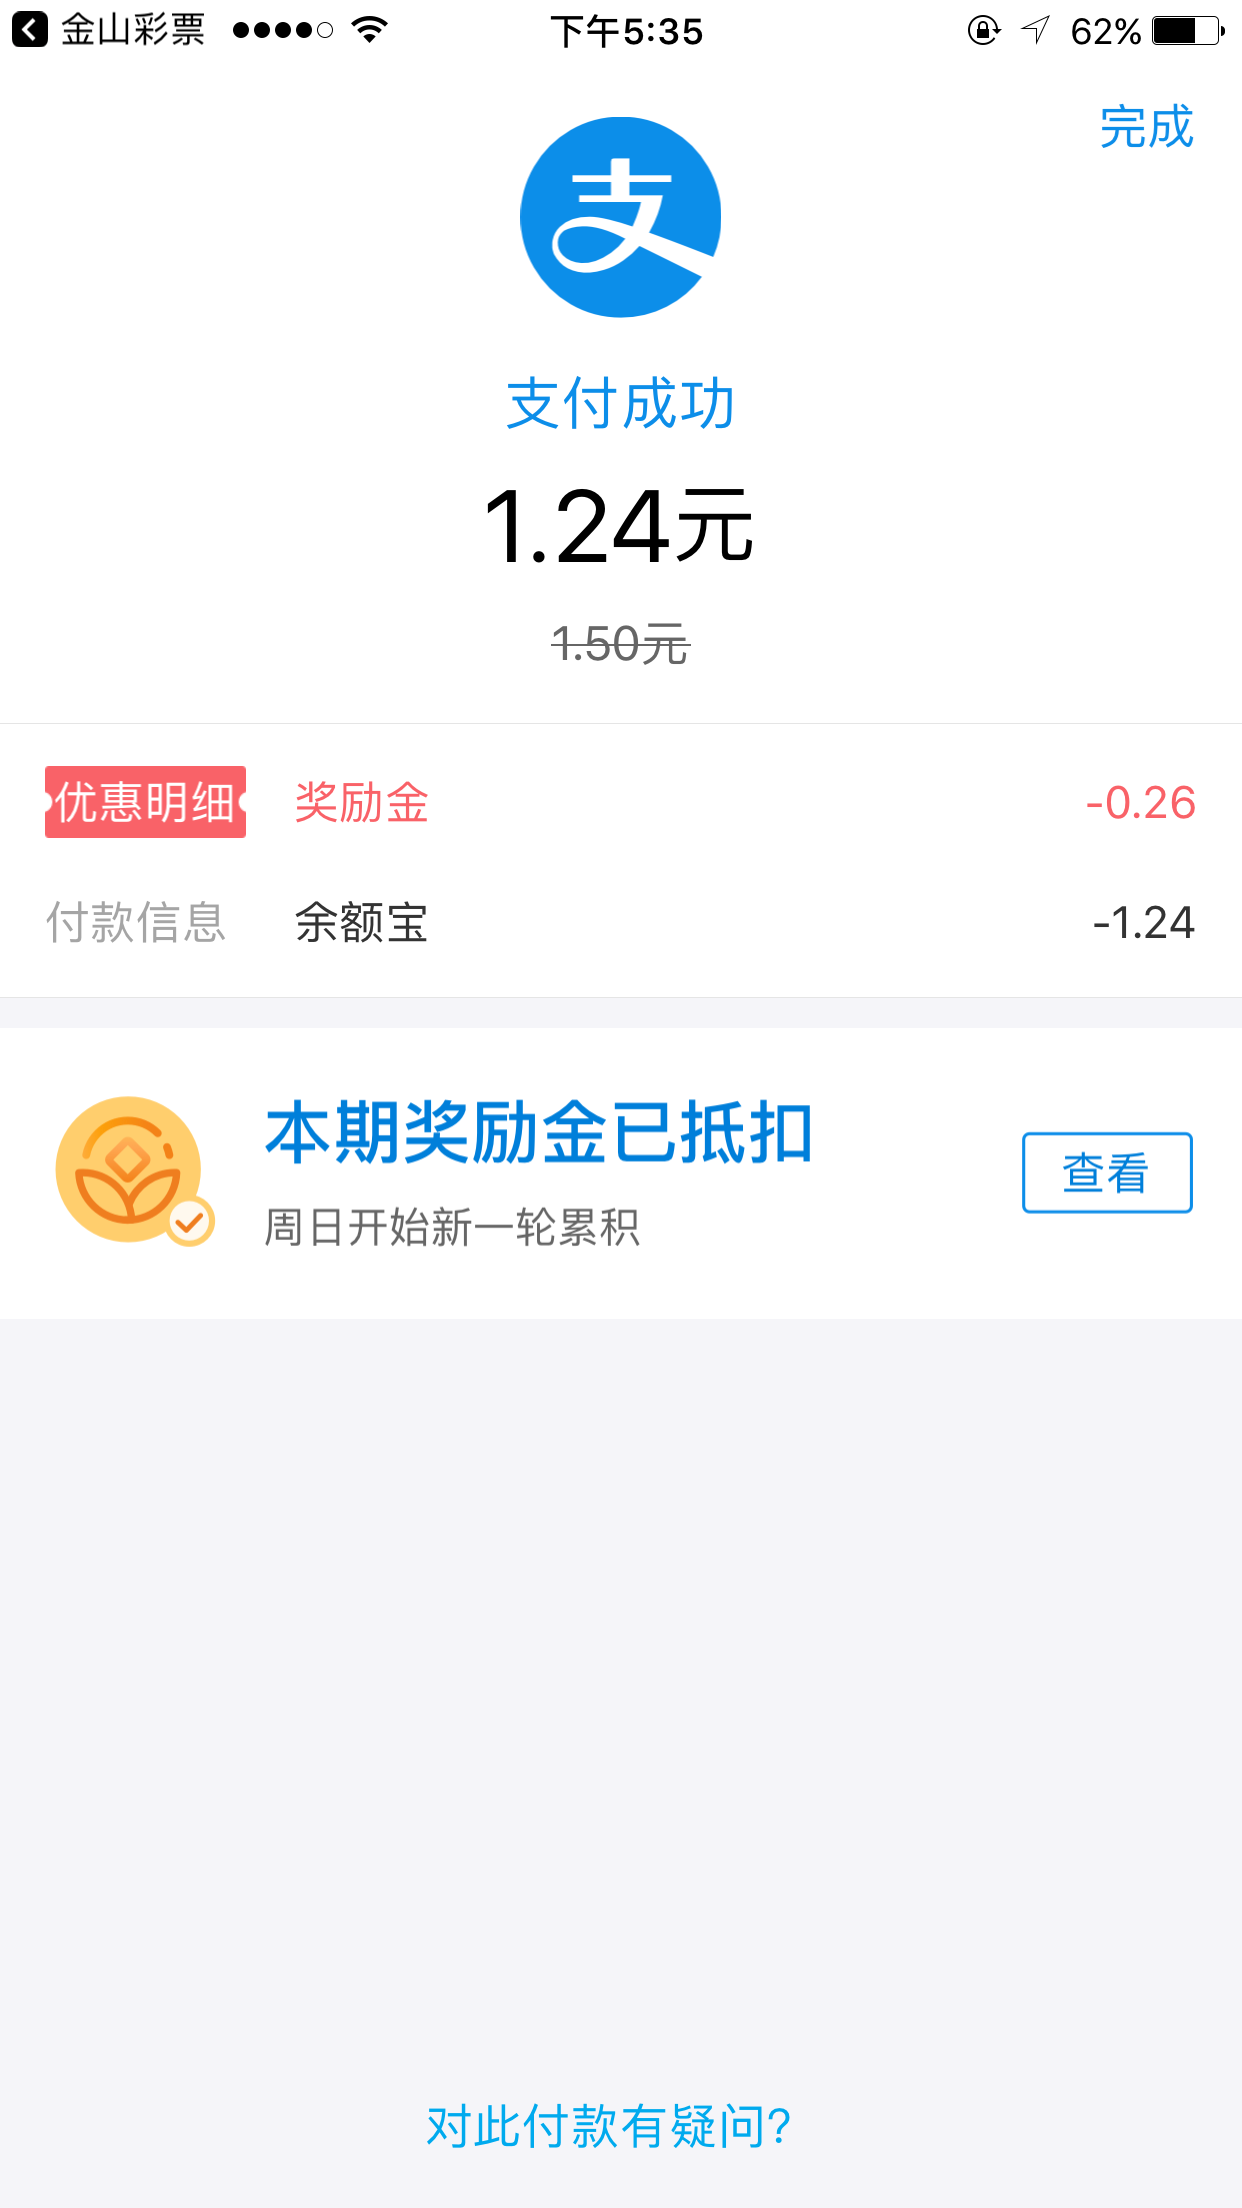 金山彩票 下午5:35 62%
完成
支
支付成功
1.24元
1.50元
优惠明细 奖励金 -0.26
付款信息 余额宝 -1.24
本期奖励金已抵扣
查看
周日开始新一轮累积
对此付款有疑问?